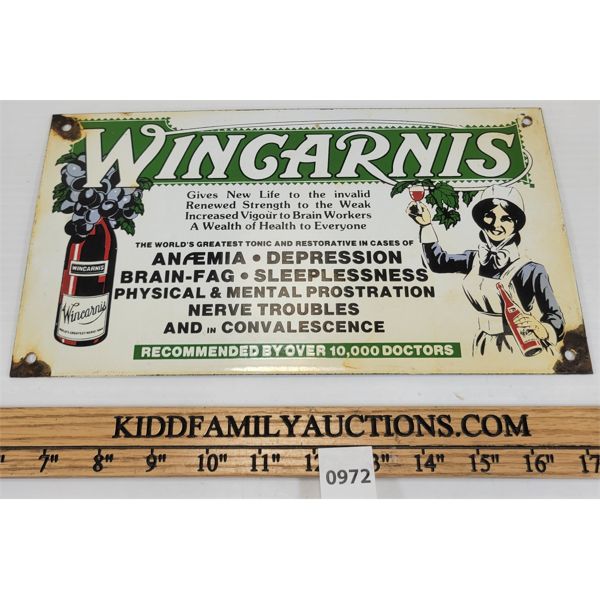 WINCARNIS
Gives New Life to the invalid
Renewed Strength to the Weak
Increased Vigoür to Brain Workers
A Wealth of Health to Everyone
THE WORLD'S GREATEST TONIC AND RESTORATIVE IN CASES OF
ANÆMIA • DEPRESSION
BRAIN-FAG • SLEEPLESSNESS
PHYSICAL & MENTAL PROSTRATION
NERVE TROUBLES
AND IN CONVALESCENCE
RECOMMENDED BY OVER 10,000 DOCTORS
WINCARNIS
Wincarnis
KIDDFAMILYAUCTIONS.COM
7" 8" 9" 10" 11" 12 3" 14" 15" 16" 17
0972